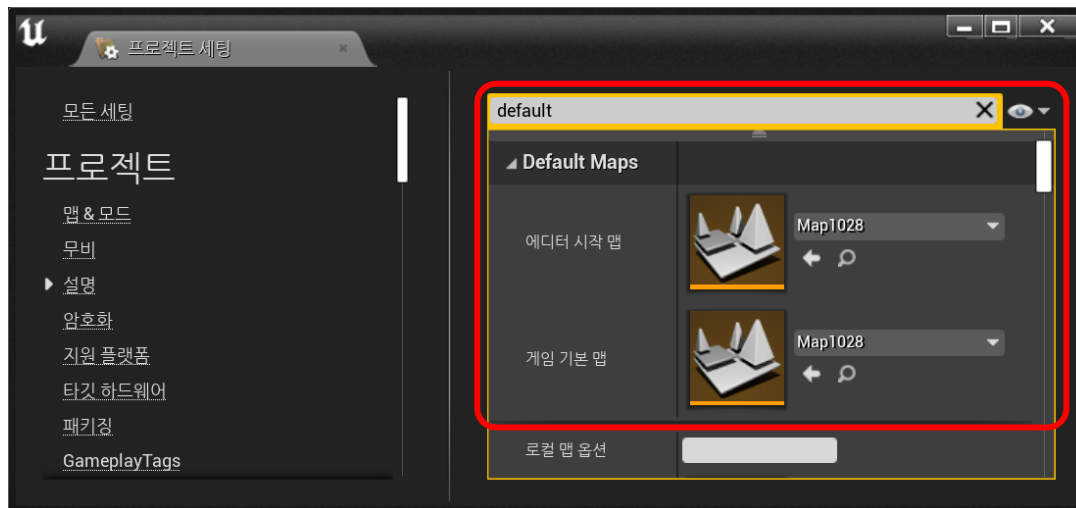 프로젝트 세팅
모든 세팅
프로젝트
맵 & 모드
무비
설명
암호화
지원 플랫폼
타깃 하드웨어
패키징
GameplayTags
default
Default Maps
에디터 시작 맵
Map1028
게임 기본 맵
Map1028
로컬 맵 옵션